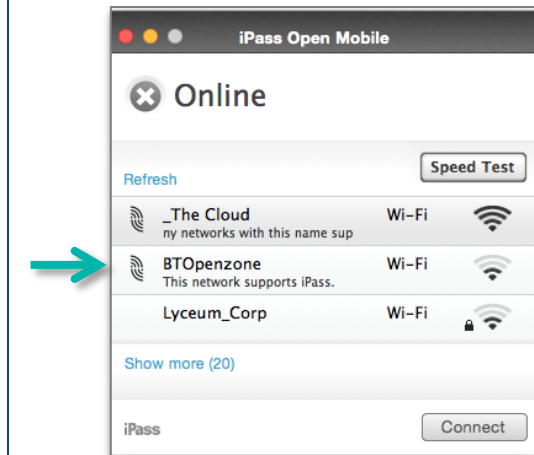 iPass Open Mobile
Online
Refresh
Speed Test
_The Cloud Wi-Fi
ny networks with this name sup
BTOpenzone Wi-Fi
This network supports iPass.
Lyceum_Corp Wi-Fi
Show more (20)
iPass Connect